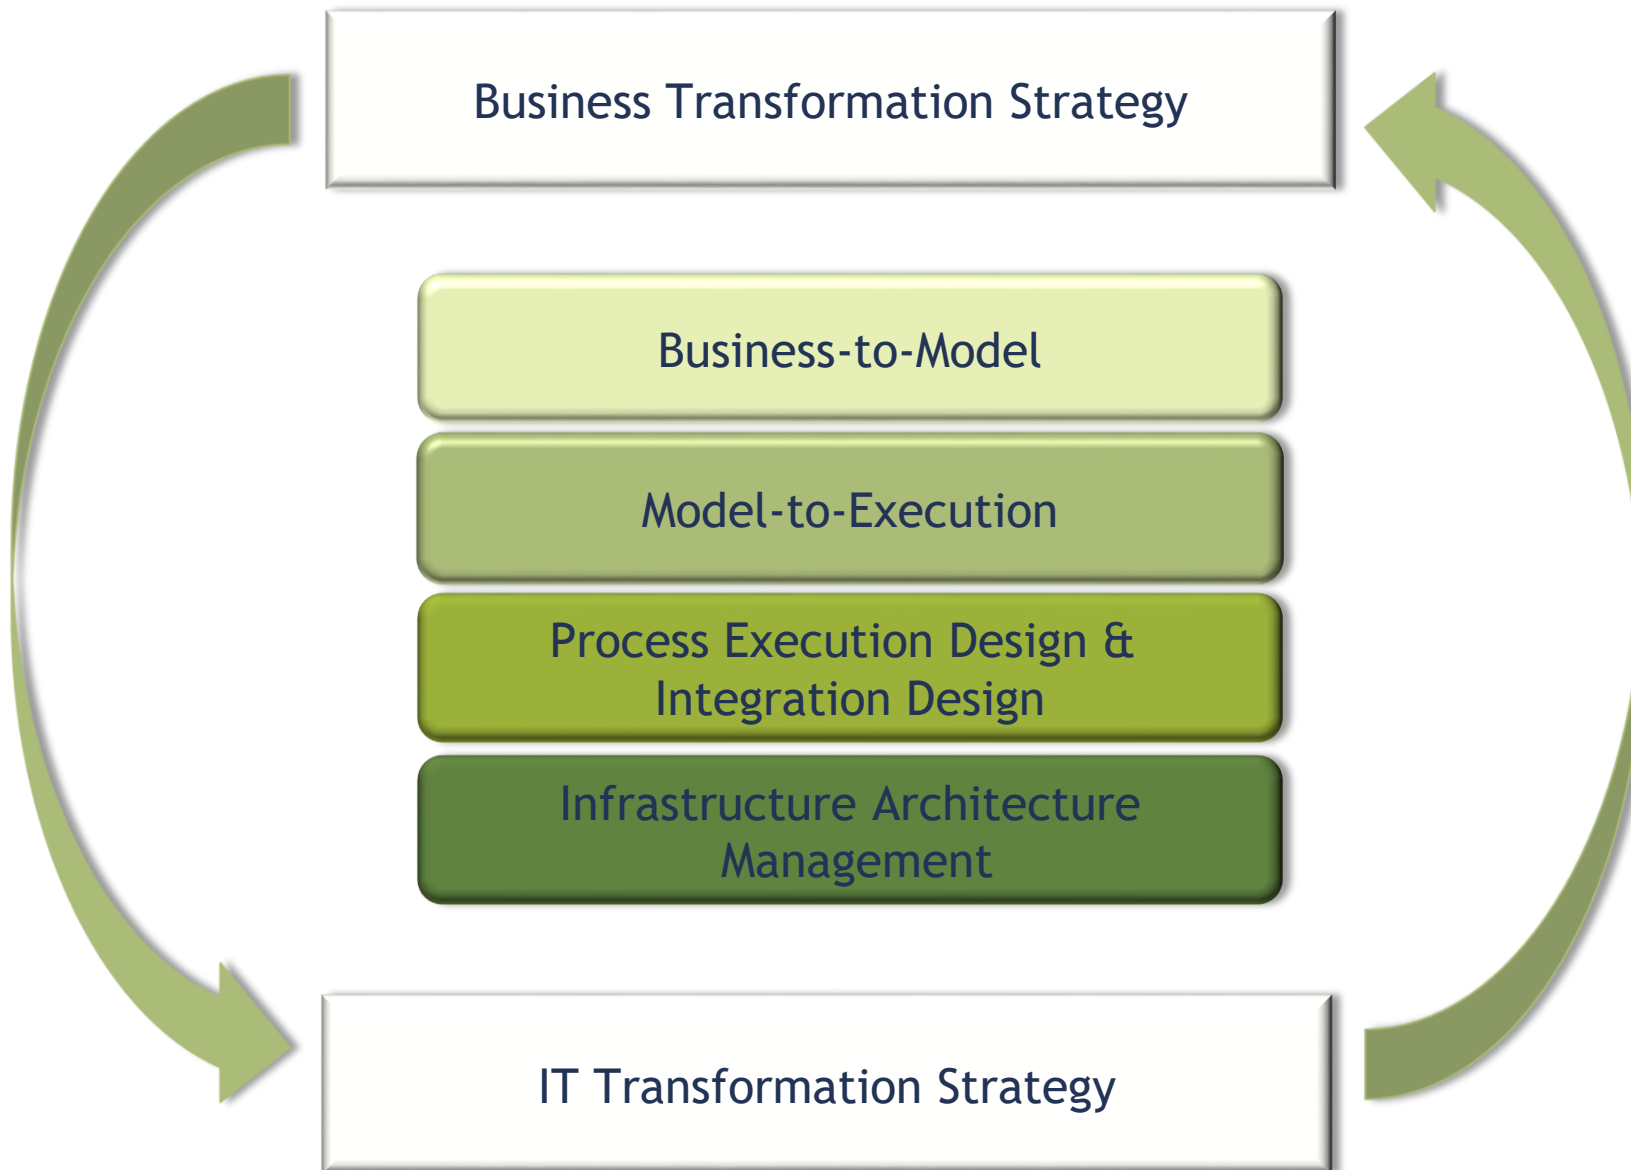 Business Transformation Strategy
Business-to-Model
Model-to-Execution
Process Execution Design &
Integration Design
Infrastructure Architecture
Management
IT Transformation Strategy